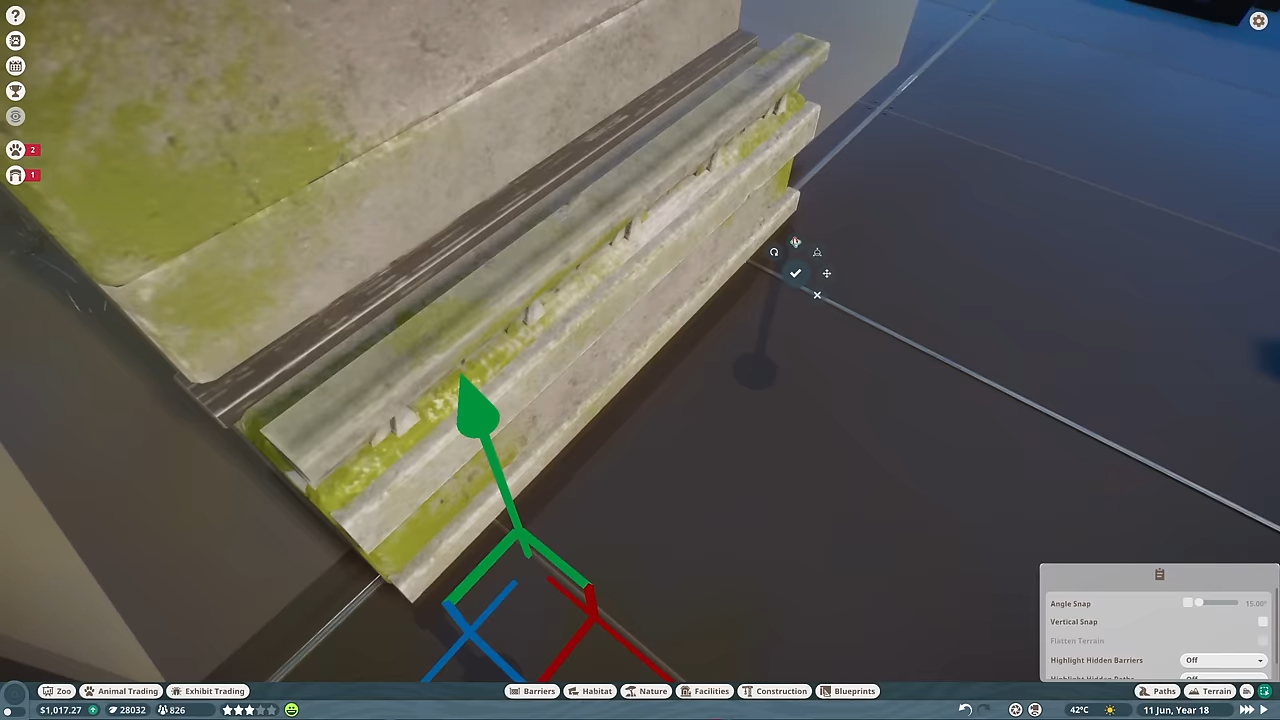 ?
2
1
Angle Snap 15.00°
Vertical Snap
Flatten Terrain
Highlight Hidden Barriers Off
Zoo Animal Trading Exhibit Trading Barriers Habitat Nature Facilities Construction Blueprints Paths Terrain
$1,017.27 28032 826 42°C 11 Jun, Year 18